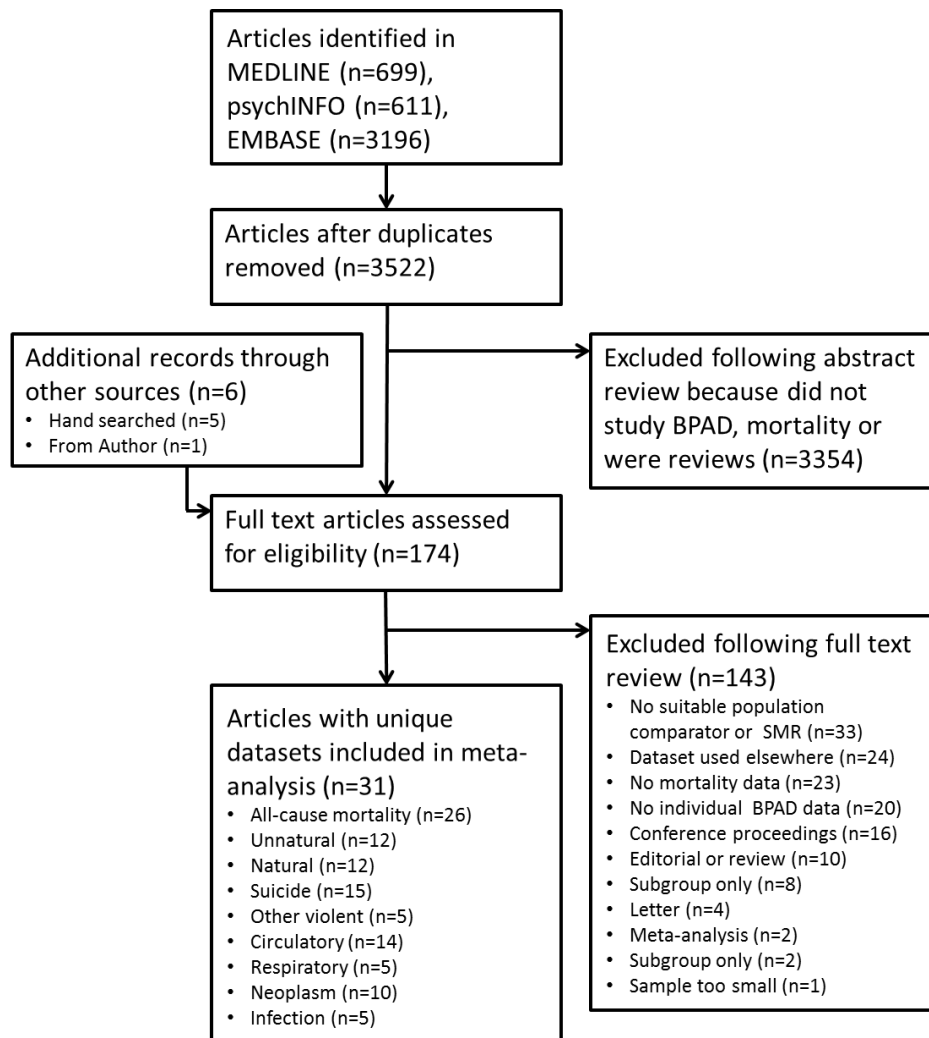 Articles identified in
MEDLINE (n=699),
psychINFO (n=611),
EMBASE (n=3196)
Articles after duplicates
removed (n=3522)
Additional records through
other sources (n=6)
• Hand searched (n=5)
• From Author (n=1)
Excluded following abstract
review because did not
study BPAD, mortality or
were reviews (n=3354)
Full text articles assessed
for eligibility (n=174)
Excluded following full text
review (n=143)
• No suitable population
comparator or SMR (n=33)
• Dataset used elsewhere (n=24)
• No mortality data (n=23)
• No individual BPAD data (n=20)
• Conference proceedings (n=16)
• Editorial or review (n=10)
• Subgroup only (n=8)
• Letter (n=4)
• Meta-analysis (n=2)
• Subgroup only (n=2)
• Sample too small (n=1)
Articles with unique
datasets included in meta-
analysis (n=31)
• All-cause mortality (n=26)
• Unnatural (n=12)
• Natural (n=12)
• Suicide (n=15)
• Other violent (n=5)
• Circulatory (n=14)
• Respiratory (n=5)
• Neoplasm (n=10)
• Infection (n=5)